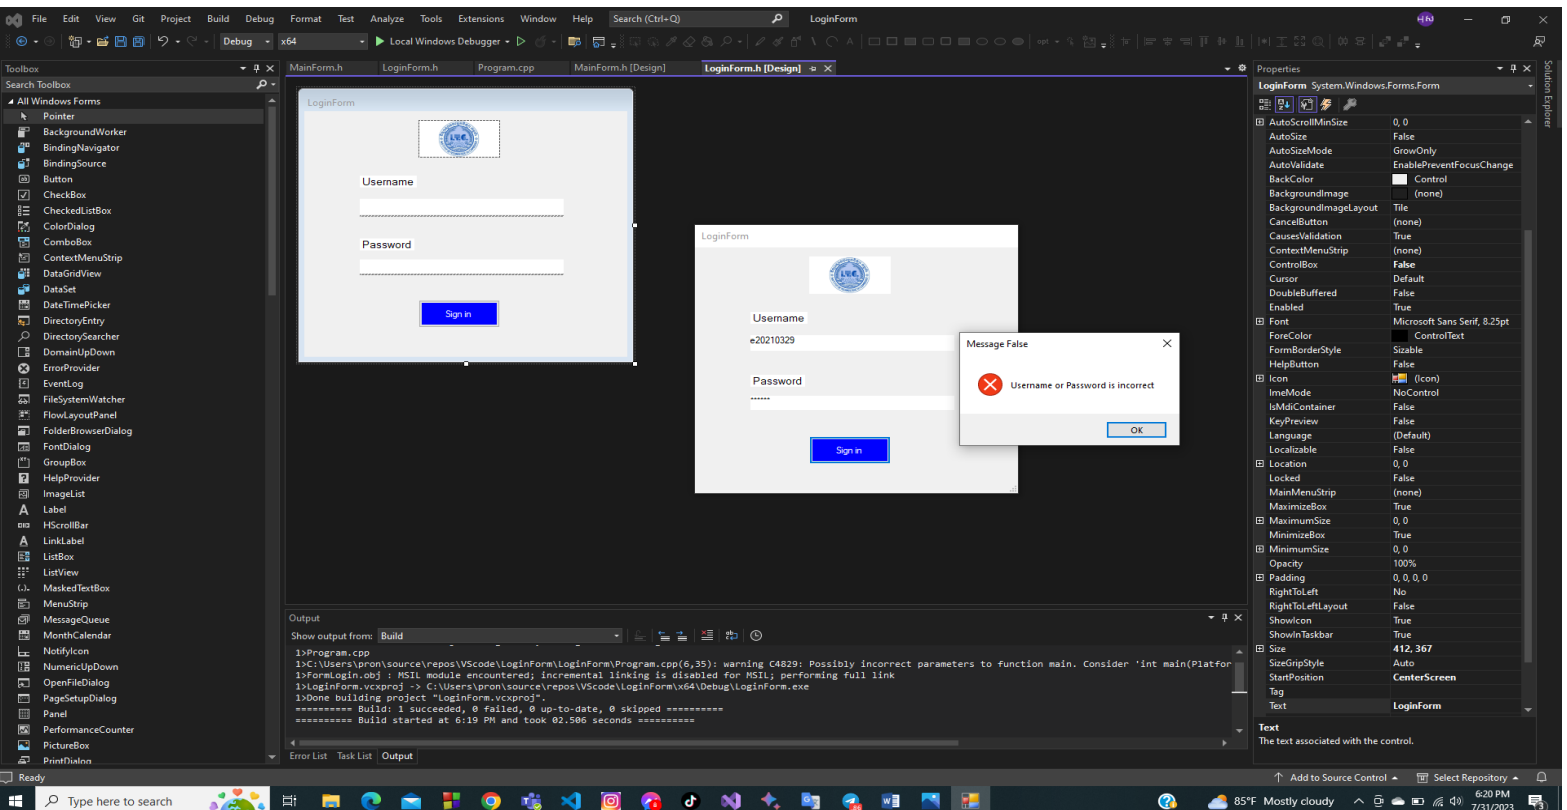 File Edit View Git Project Build Debug Format Test Analyze Tools Extensions Window Help Search (Ctrl+Q) LoginForm
Debug x64 Local Windows Debugger
Toolbox
Search Toolbox
All Windows Forms
Pointer
BackgroundWorker
BindingNavigator
BindingSource
Button
CheckBox
CheckedListBox
ColorDialog
ComboBox
ContextMenuStrip
DataGridView
DataSet
DateTimePicker
DirectoryEntry
DirectorySearcher
DomainUpDown
ErrorProvider
EventLog
FileSystemWatcher
FlowLayoutPanel
FolderBrowserDialog
FontDialog
GroupBox
HelpProvider
ImageList
Label
HScrollBar
LinkLabel
ListBox
ListView
MaskedTextBox
MenuStrip
MessageQueue
MonthCalendar
NotifyIcon
NumericUpDown
OpenFileDialog
PageSetupDialog
Panel
PerformanceCounter
PictureBox
PrintDialog
MainForm.h LoginForm.h Program.cpp MainForm.h [Design] LoginForm.h [Design]
LoginForm
Username
Password
Sign in
LoginForm
Username
e20210329
Password
******
Sign in
Message False
Username or Password is incorrect
OK
Output
Show output from: Build
1>Program.cpp
1>C:\Users\pron\source\repos\VScode\LoginForm\LoginForm\Program.cpp(6,35): warning C4829: Possibly incorrect parameters to function main. Consider 'int main(Platfor
1>FormLogin.obj : MSIL module encountered; incremental linking is disabled for MSIL; performing full link
1>LoginForm.vcxproj -> C:\Users\pron\source\repos\VScode\LoginForm\x64\Debug\LoginForm.exe
1>Done building project "LoginForm.vcxproj".
========== Build: 1 succeeded, 0 failed, 0 up-to-date, 0 skipped ==========
========== Build started at 6:19 PM and took 02.506 seconds ==========
Error List Task List Output
Properties
LoginForm System.Windows.Forms.Form
AutoScrollMinSize 0, 0
AutoSize False
AutoSizeMode GrowOnly
AutoValidate EnablePreventFocusChange
BackColor Control
BackgroundImage (none)
BackgroundImageLayout Tile
CancelButton (none)
CausesValidation True
ContextMenuStrip (none)
ControlBox False
Cursor Default
DoubleBuffered False
Enabled True
Font Microsoft Sans Serif, 8.25pt
ForeColor ControlText
FormBorderStyle Sizable
HelpButton False
Icon (Icon)
ImeMode NoControl
IsMdiContainer False
KeyPreview False
Language (Default)
Localizable False
Location 0, 0
Locked False
MainMenuStrip (none)
MaximizeBox True
MaximumSize 0, 0
MinimizeBox True
MinimumSize 0, 0
Opacity 100%
Padding 0, 0, 0, 0
RightToLeft No
RightToLeftLayout False
ShowIcon True
ShowInTaskbar True
Size 412, 367
SizeGripStyle Auto
StartPosition CenterScreen
Tag
Text LoginForm
Text
The text associated with the control.
Solution Explorer
Ready Add to Source Control Select Repository
Type here to search 85°F Mostly cloudy 6:20 PM
7/31/2023